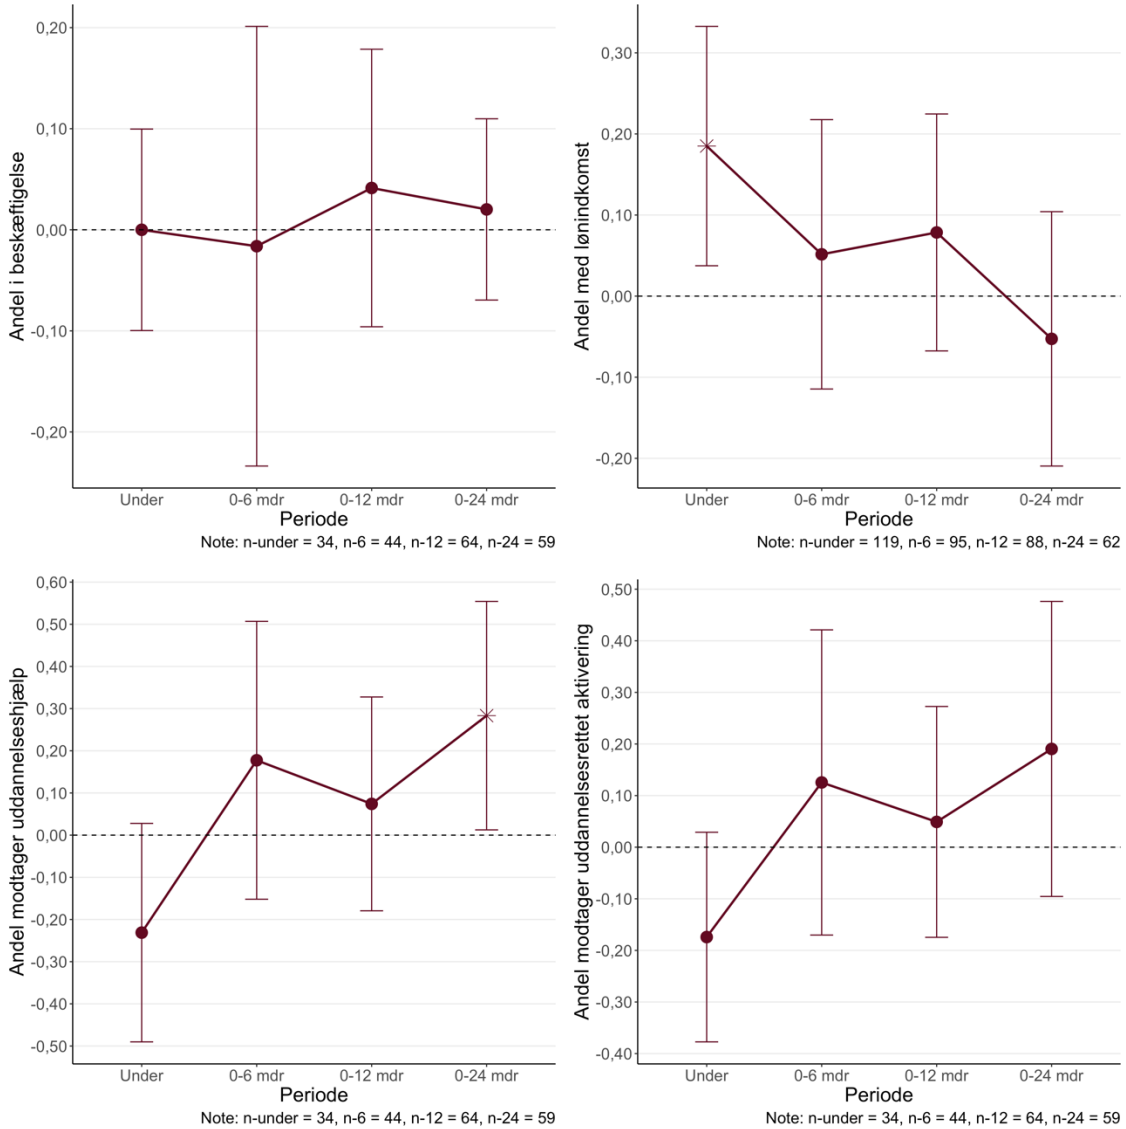 Andel i beskæftigelse
0,20
0,10
0,00
-0,10
-0,20
Under 0-6 mdr 0-12 mdr 0-24 mdr
Periode
Note: n-under = 34, n-6 = 44, n-12 = 64, n-24 = 59
Andel med lønindkomst
0,30
0,20
0,10
0,00
-0,10
-0,20
Under 0-6 mdr 0-12 mdr 0-24 mdr
Periode
Note: n-under = 119, n-6 = 95, n-12 = 88, n-24 = 62
Andel modtager uddannelseshjælp
0,60
0,50
0,40
0,30
0,20
0,10
0,00
-0,10
-0,20
-0,30
-0,40
-0,50
Under 0-6 mdr 0-12 mdr 0-24 mdr
Periode
Note: n-under = 34, n-6 = 44, n-12 = 64, n-24 = 59
Andel modtager uddannelsesrettet aktivering
0,50
0,40
0,30
0,20
0,10
0,00
-0,10
-0,20
-0,30
-0,40
Under 0-6 mdr 0-12 mdr 0-24 mdr
Periode
Note: n-under = 34, n-6 = 44, n-12 = 64, n-24 = 59